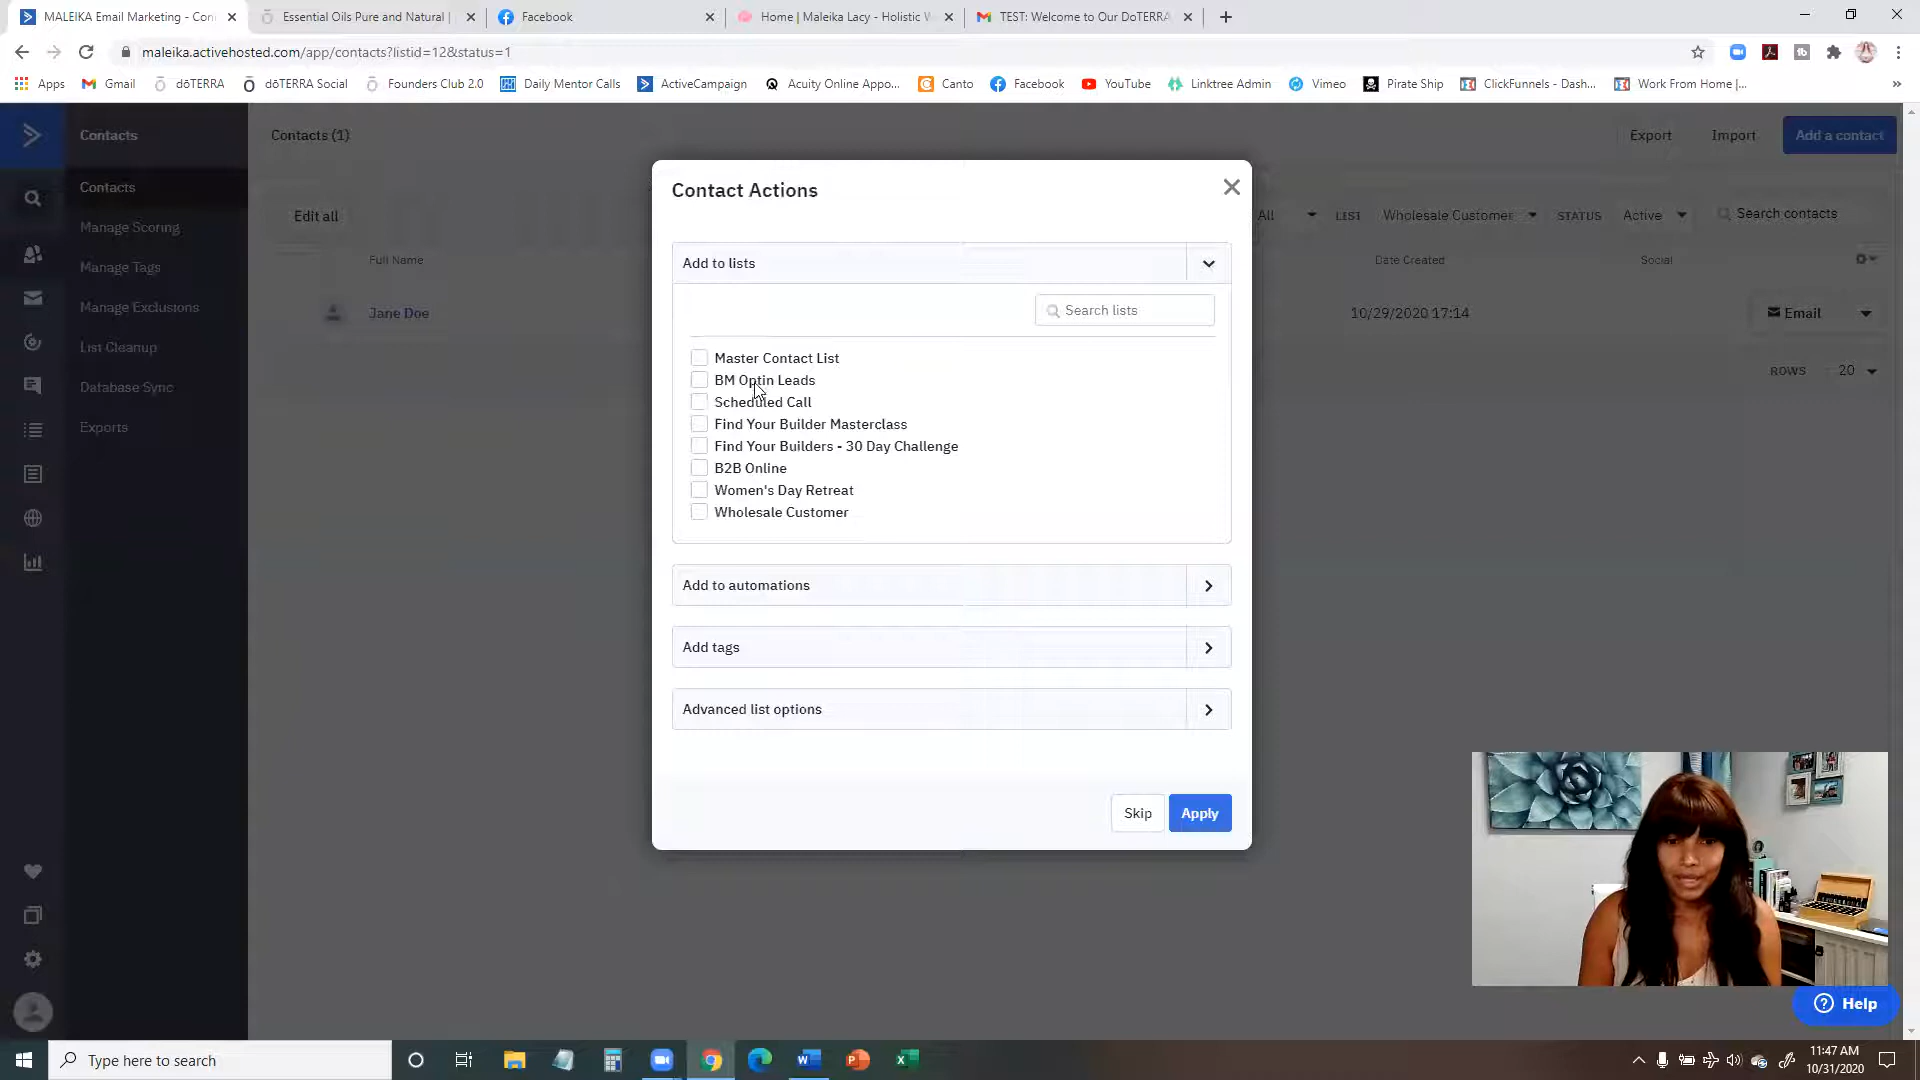 MALEIKA Email Marketing - Con
Essential Oils Pure and Natural |
Facebook
Home | Maleika Lacy - Holistic W
TEST: Welcome to Our DoTERRA
maleika.activehosted.com/app/contacts?listid=12&status=1
Apps
Gmail
dōTERRA
dōTERRA Social
Founders Club 2.0
Daily Mentor Calls
ActiveCampaign
Acuity Online Appo...
Canto
Facebook
YouTube
Linktree Admin
Vimeo
Pirate Ship
ClickFunnels - Dash...
Work From Home |...
»
Contacts
Contacts (1)
Export
Import
Add a contact
Contacts
Manage Scoring
Manage Tags
Manage Exclusions
List Cleanup
Database Sync
Exports
Edit all
All
LIST
Wholesale Customer
STATUS
Active
Search contacts
Full Name
Date Created
Social
Jane Doe
10/29/2020 17:14
Email
ROWS
20
Contact Actions
Add to lists
Search lists
Master Contact List
BM Optin Leads
Scheduled Call
Find Your Builder Masterclass
Find Your Builders - 30 Day Challenge
B2B Online
Women's Day Retreat
Wholesale Customer
Add to automations
Add tags
Advanced list options
Skip
Apply
Help
Type here to search
11:47 AM
10/31/2020